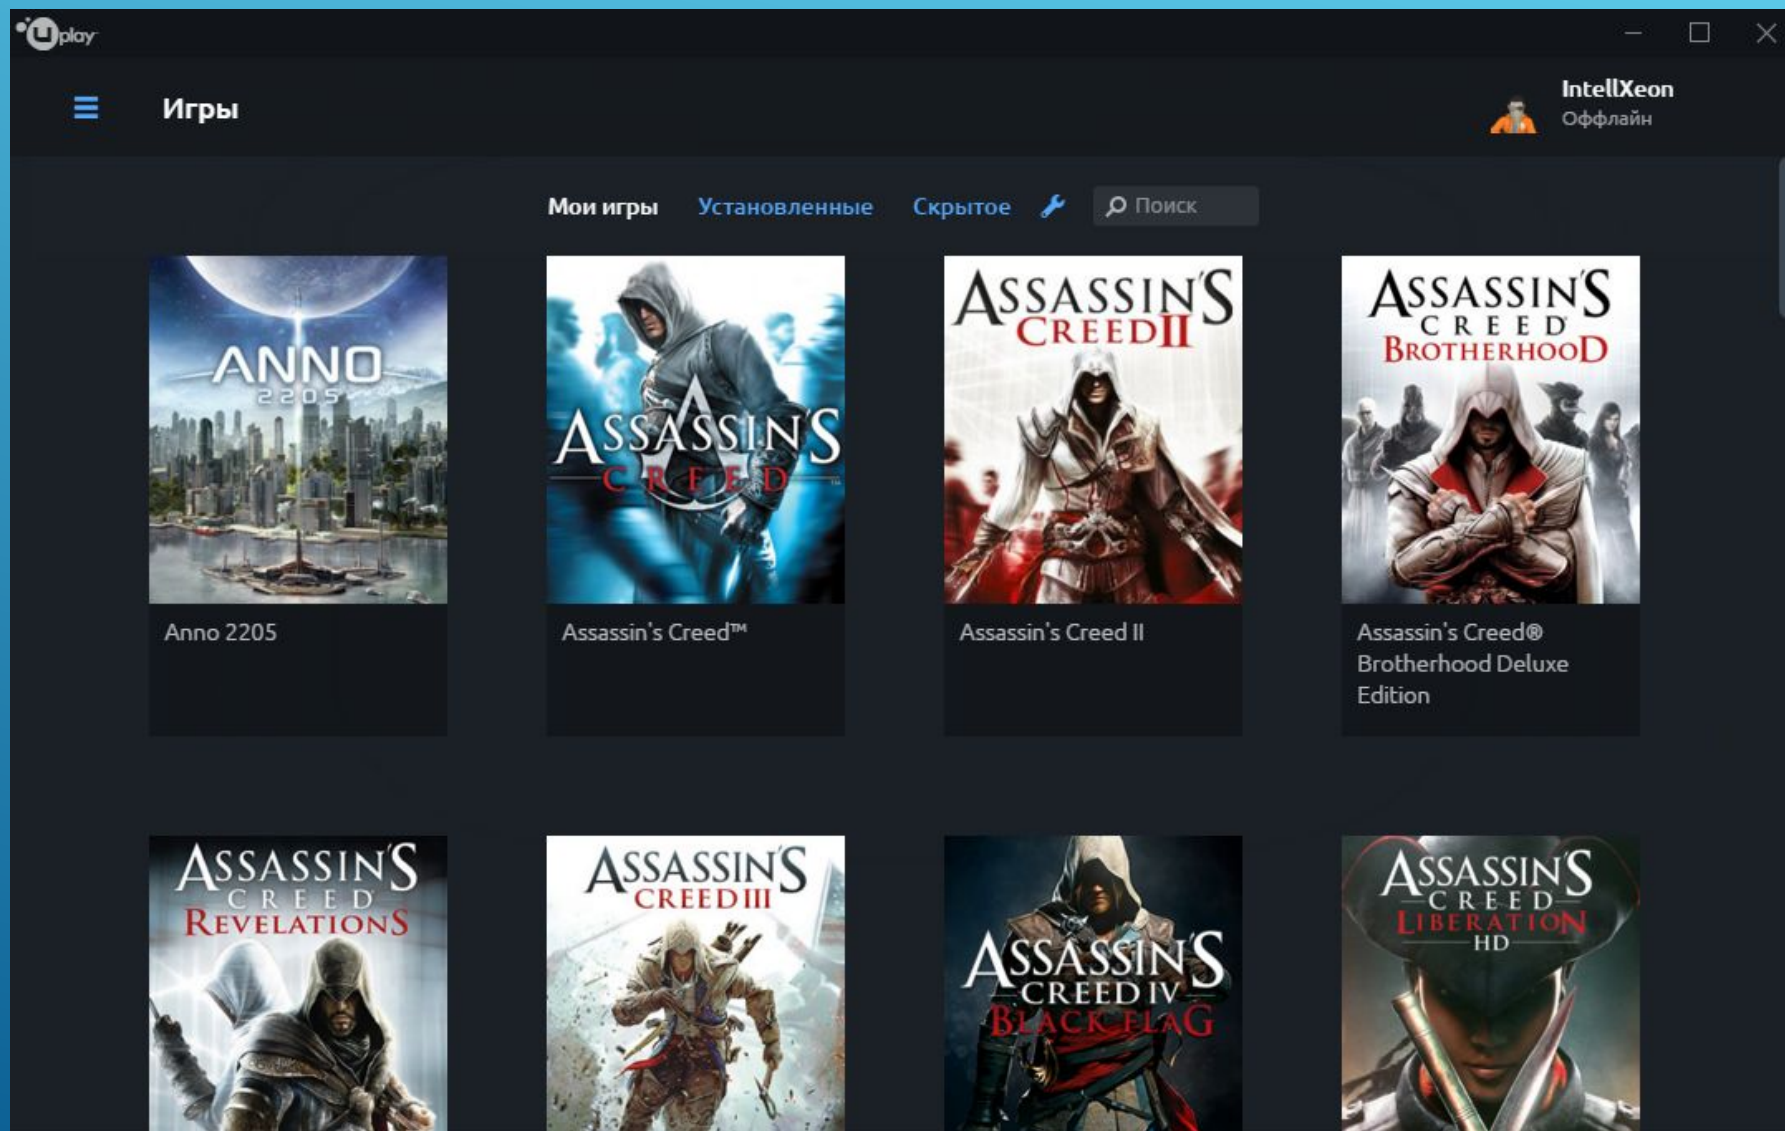 Uplay
Игры
IntellXeon
Оффлайн
Мои игры
Установленные
Скрытое
Поиск
ANNO
2205
ASSASSIN'S
CREED
™
ASSASSIN'S
CREED II
ASSASSIN'S
CREED
BROTHERHOOD
Anno 2205
Assassin's Creed™
Assassin's Creed II
Assassin's Creed®
Brotherhood Deluxe
Edition
ASSASSIN'S
CREED
REVELATIONS
ASSASSIN'S
CREED III
ASSASSIN'S
CREED IV
BLACK FLAG
ASSASSIN'S
CREED
LIBERATION
HD